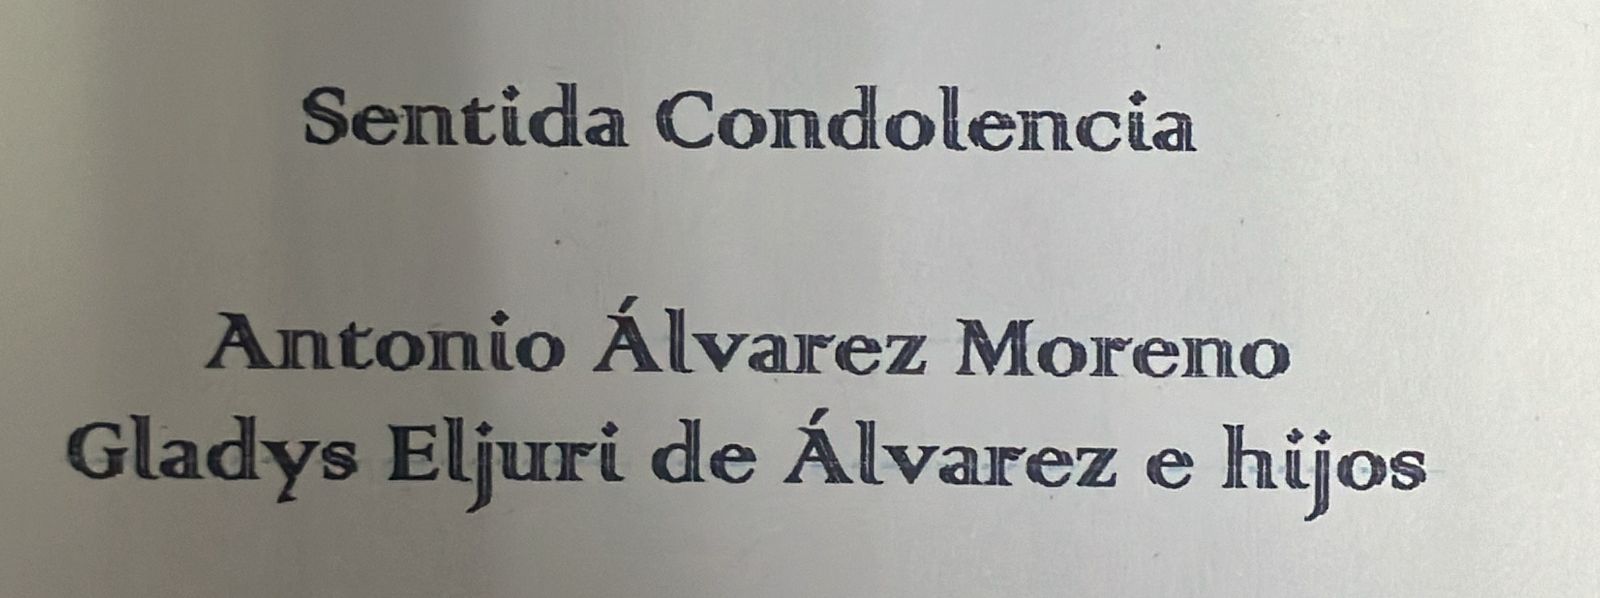 Sentida Condolencia
Antonio Álvarez Moreno
Gladys Eljuri de Álvarez e hijos